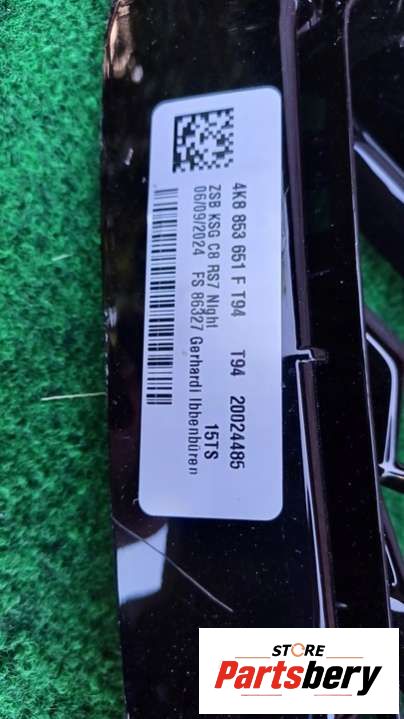 4K8 853 651 F T94 T94 20024485
ZSB KSG C8 RS7 Night 15TS
06/09/2024 FS 86327 Gerhardi Ibbenbüren
STORE
Partsbery